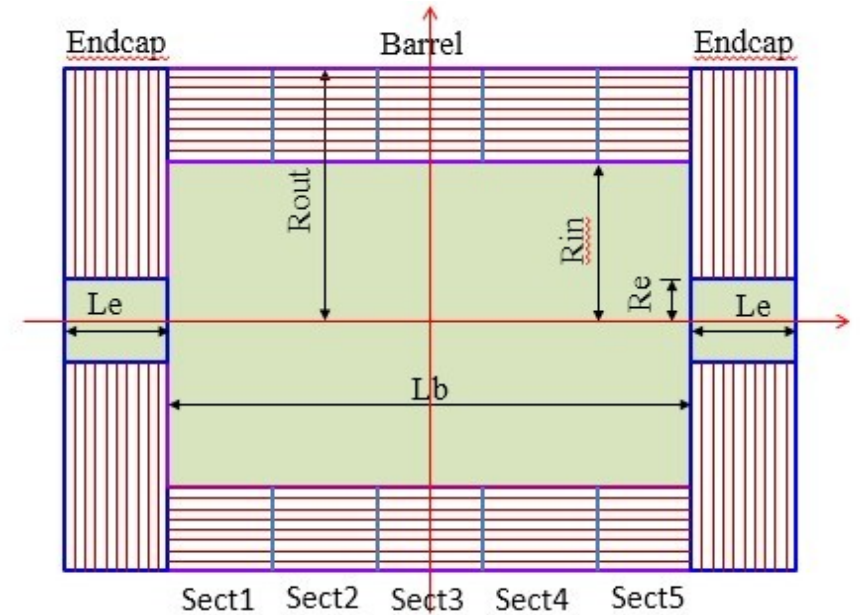 Endcap
Barrel
Endcap
Rout
Rin
Re
Le
Le
Lb
Sect1 Sect2 Sect3 Sect4 Sect5